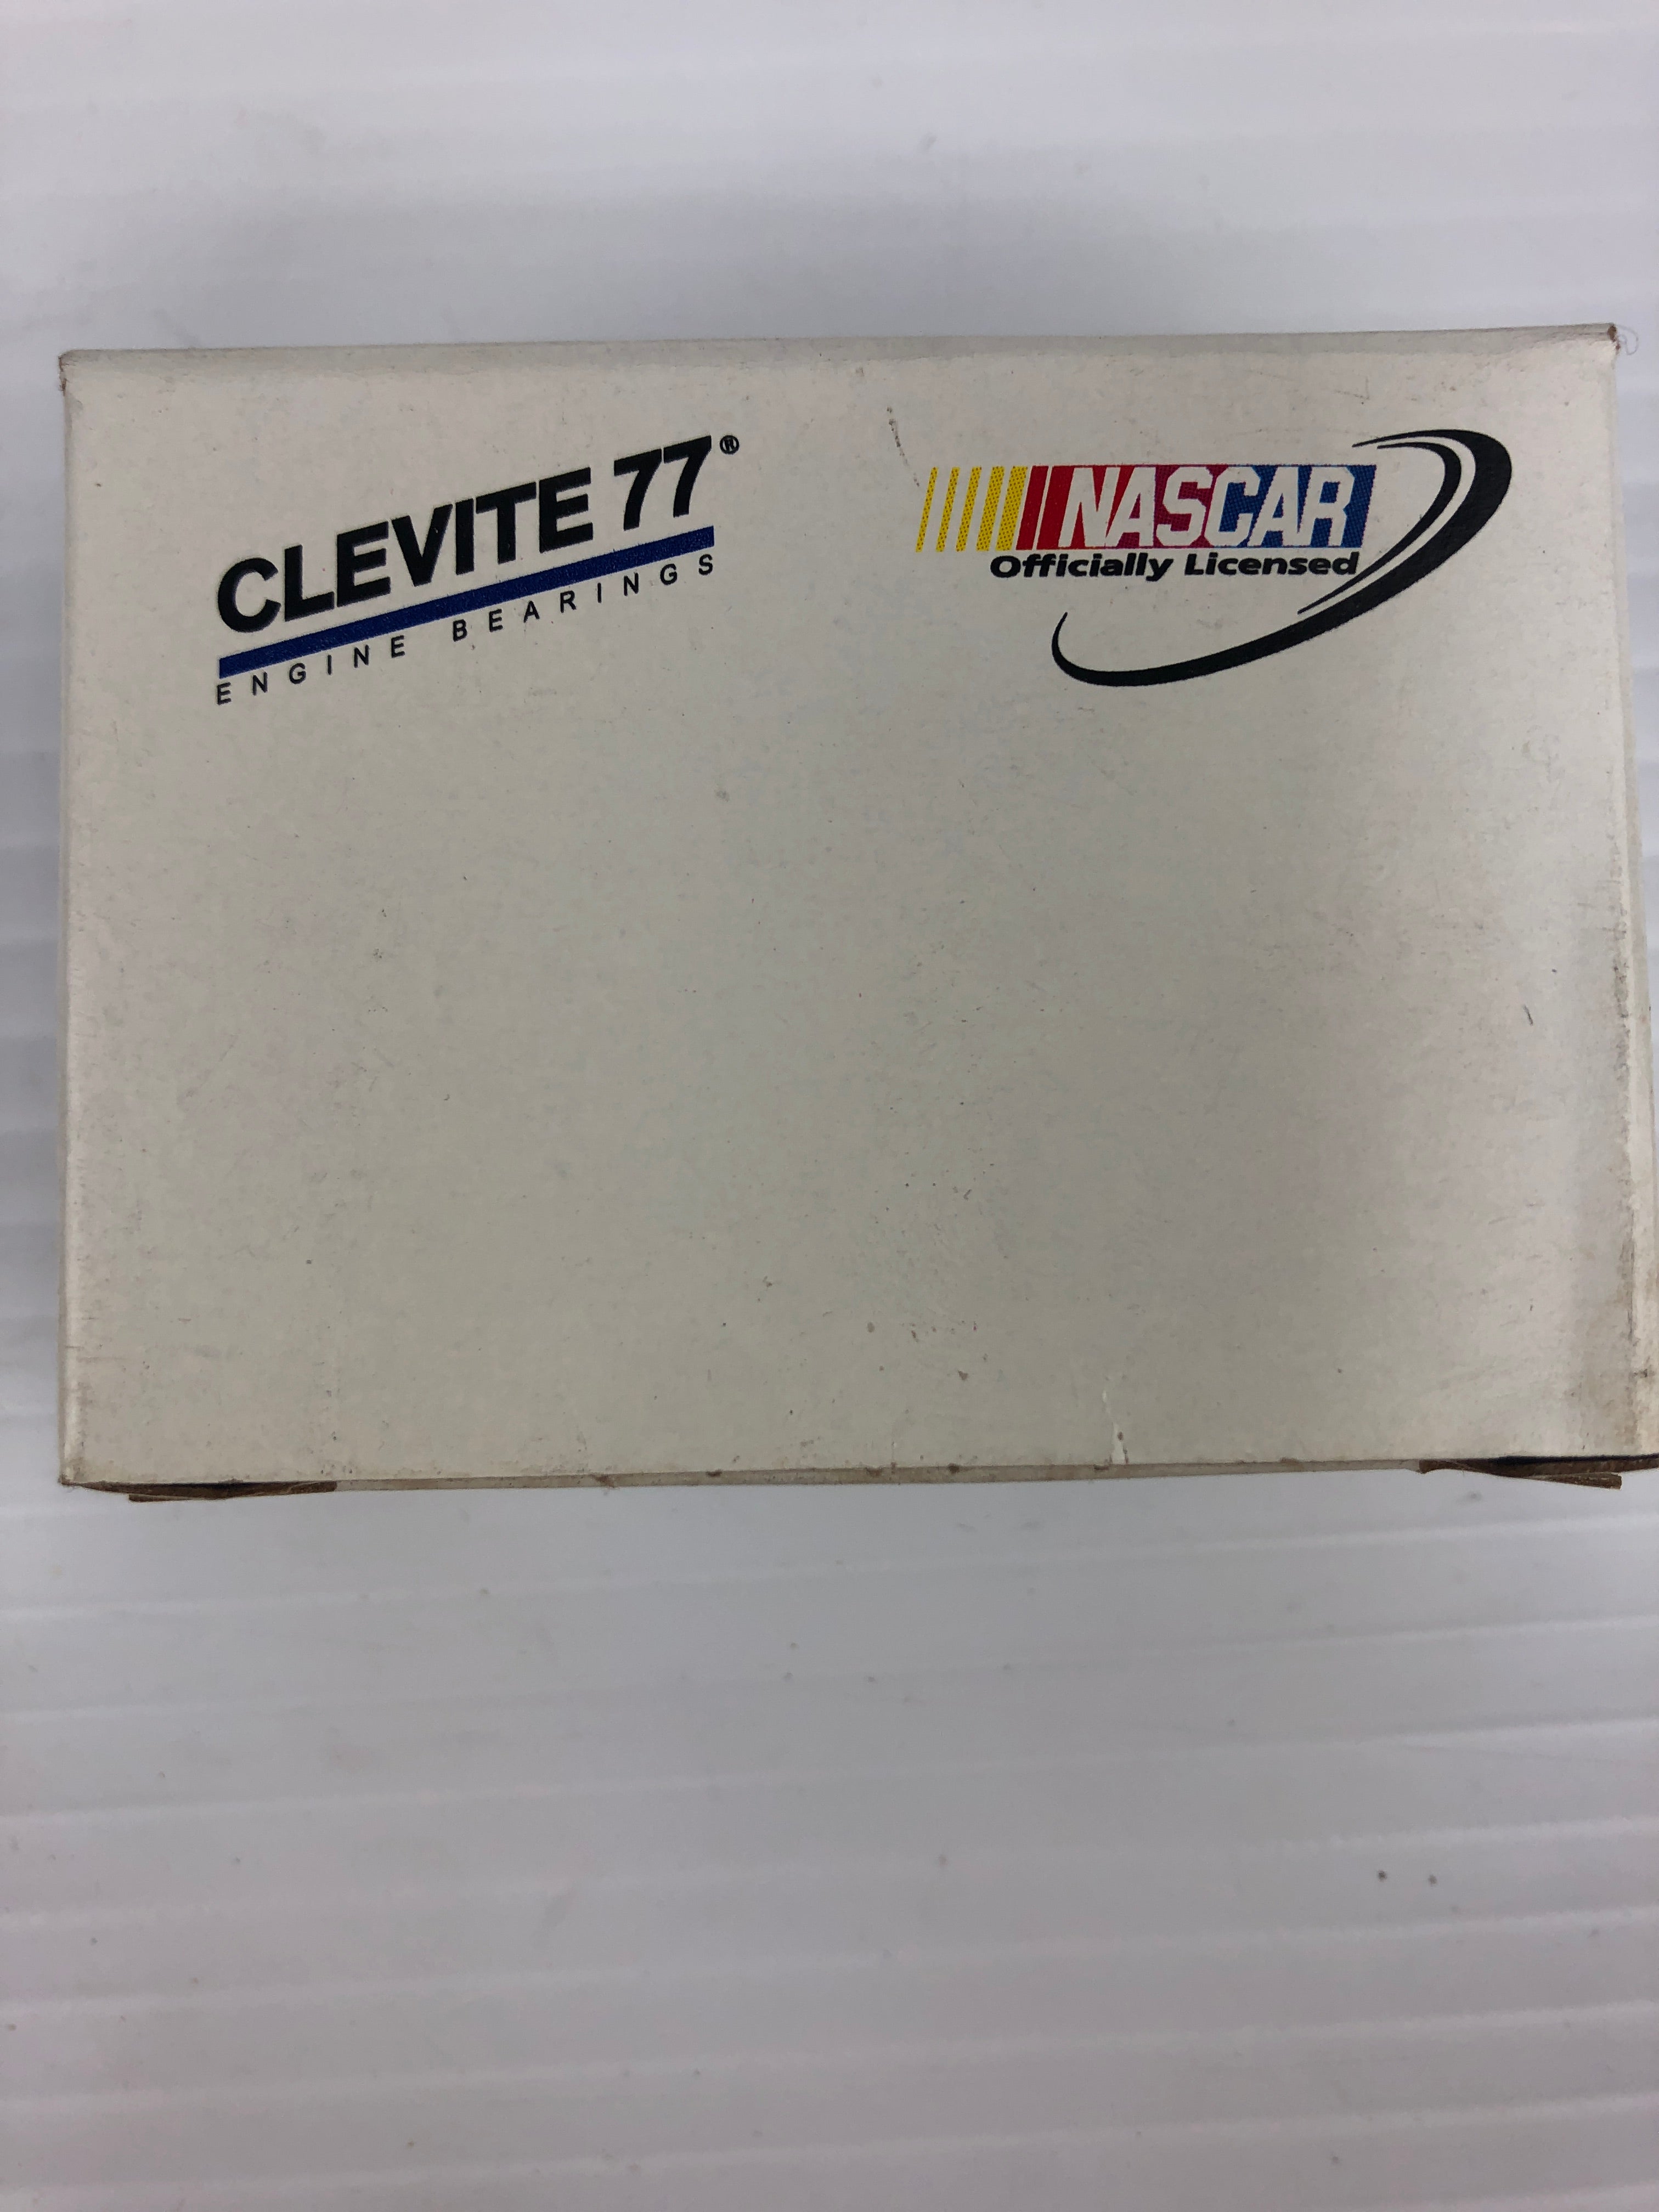 CLEVITE 77®
ENGINE BEARINGS
NASCAR
Officially Licensed